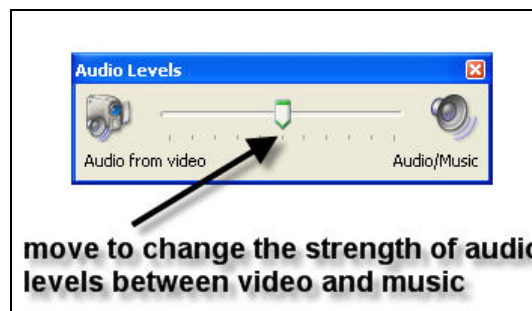 Audio Levels
Audio from video
Audio/Music
move to change the strength of audio
levels between video and music